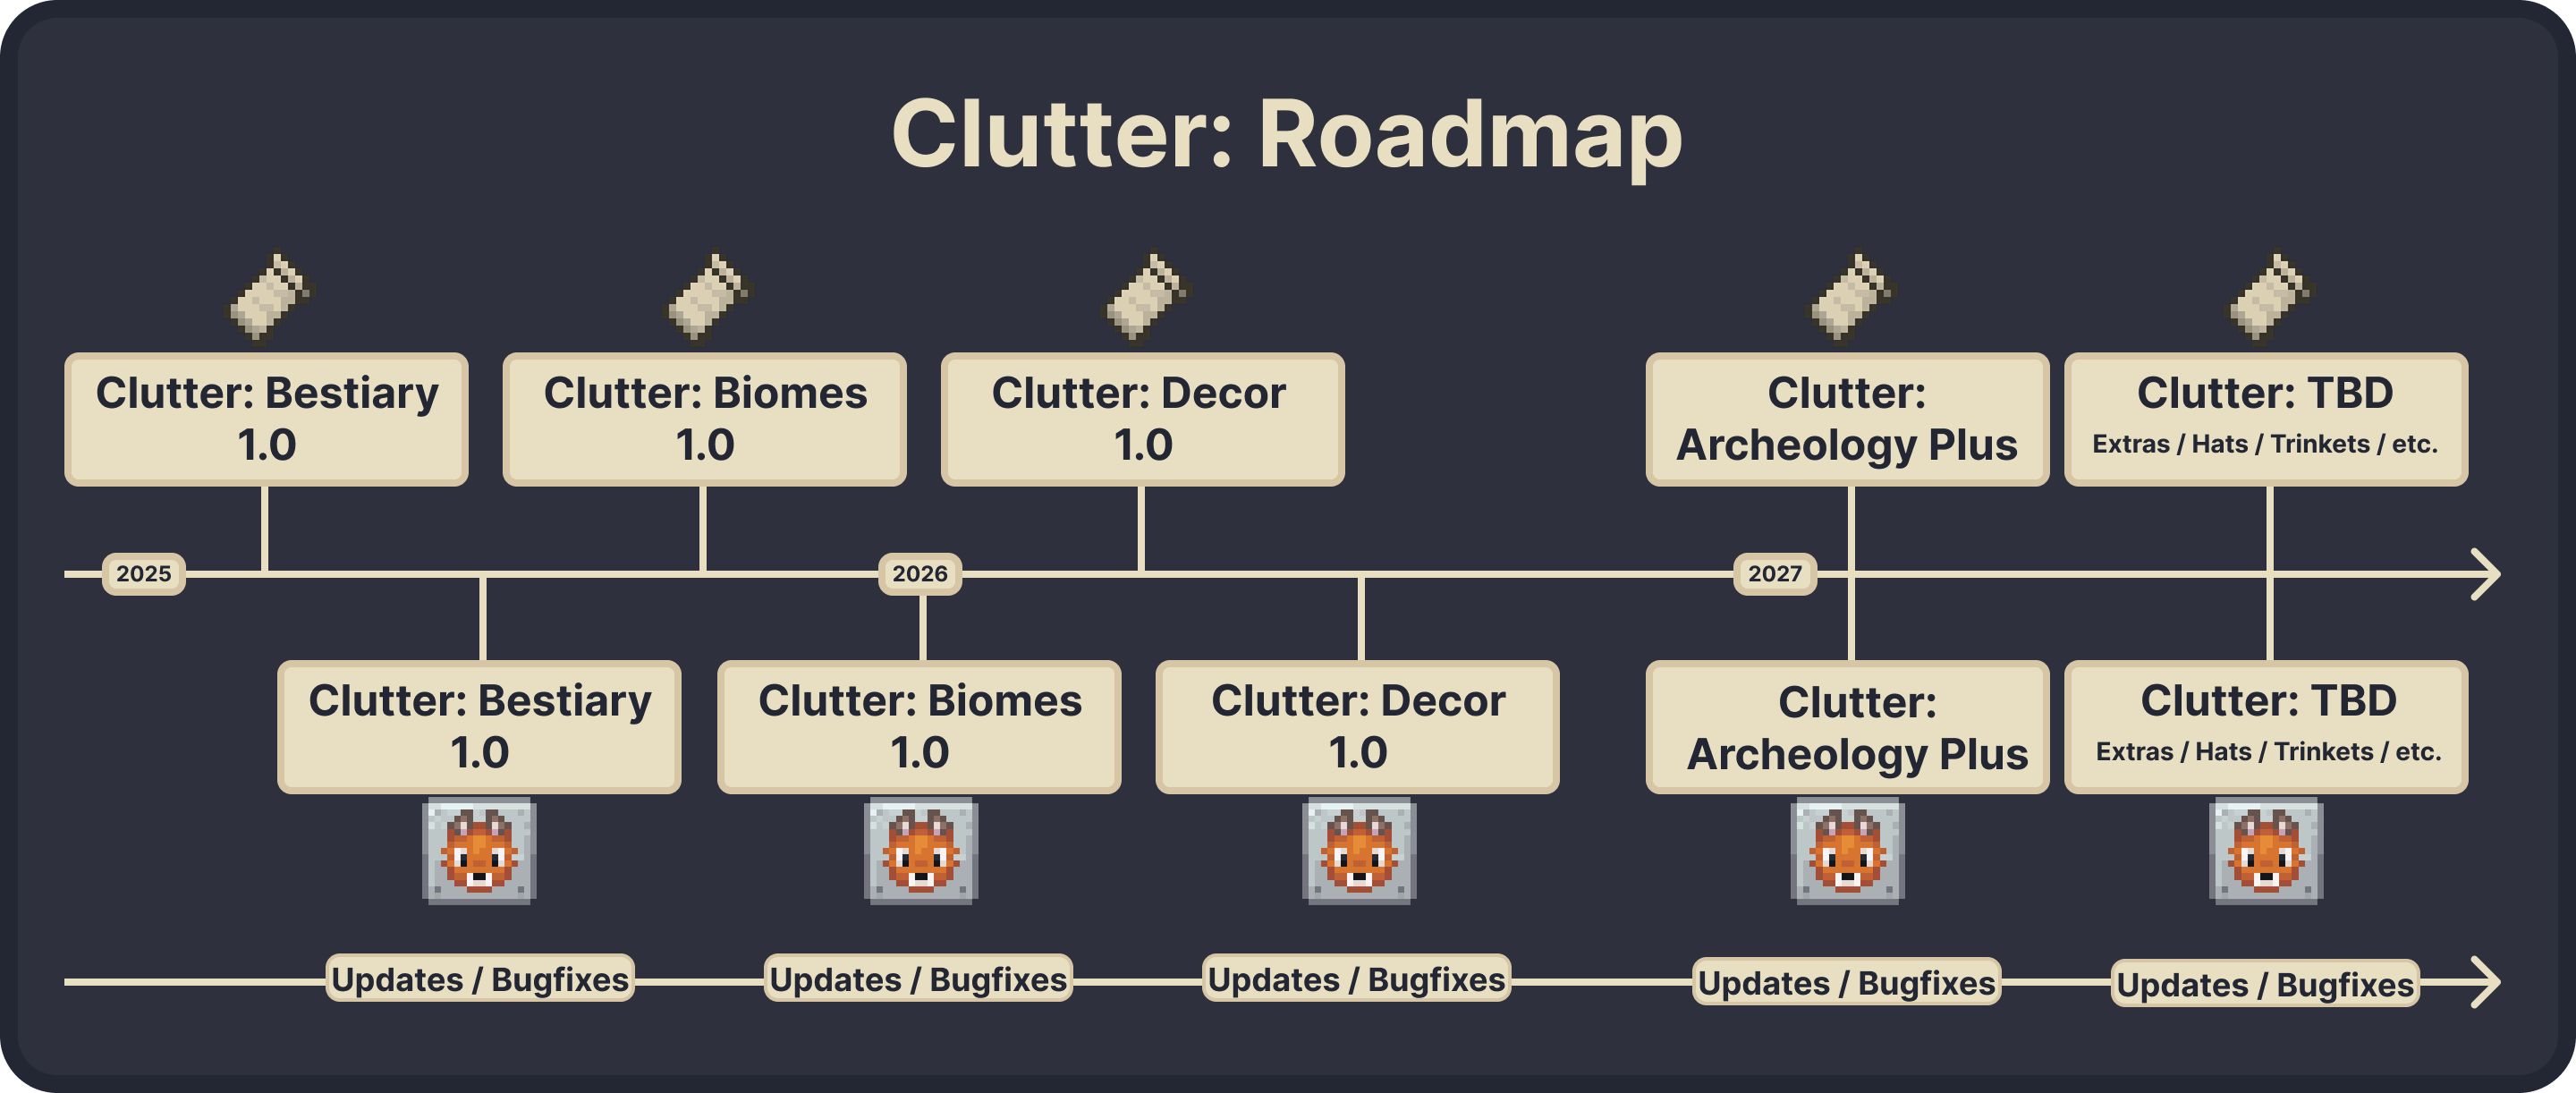 Clutter: Roadmap
Clutter: Bestiary
1.0
Clutter: Biomes
1.0
Clutter: Decor
1.0
Clutter:
Archeology Plus
Clutter: TBD
Extras / Hats / Trinkets / etc.
2025
2026
2027
Clutter: Bestiary
1.0
Clutter: Biomes
1.0
Clutter: Decor
1.0
Clutter:
Archeology Plus
Clutter: TBD
Extras / Hats / Trinkets / etc.
Updates / Bugfixes
Updates / Bugfixes
Updates / Bugfixes
Updates / Bugfixes
Updates / Bugfixes